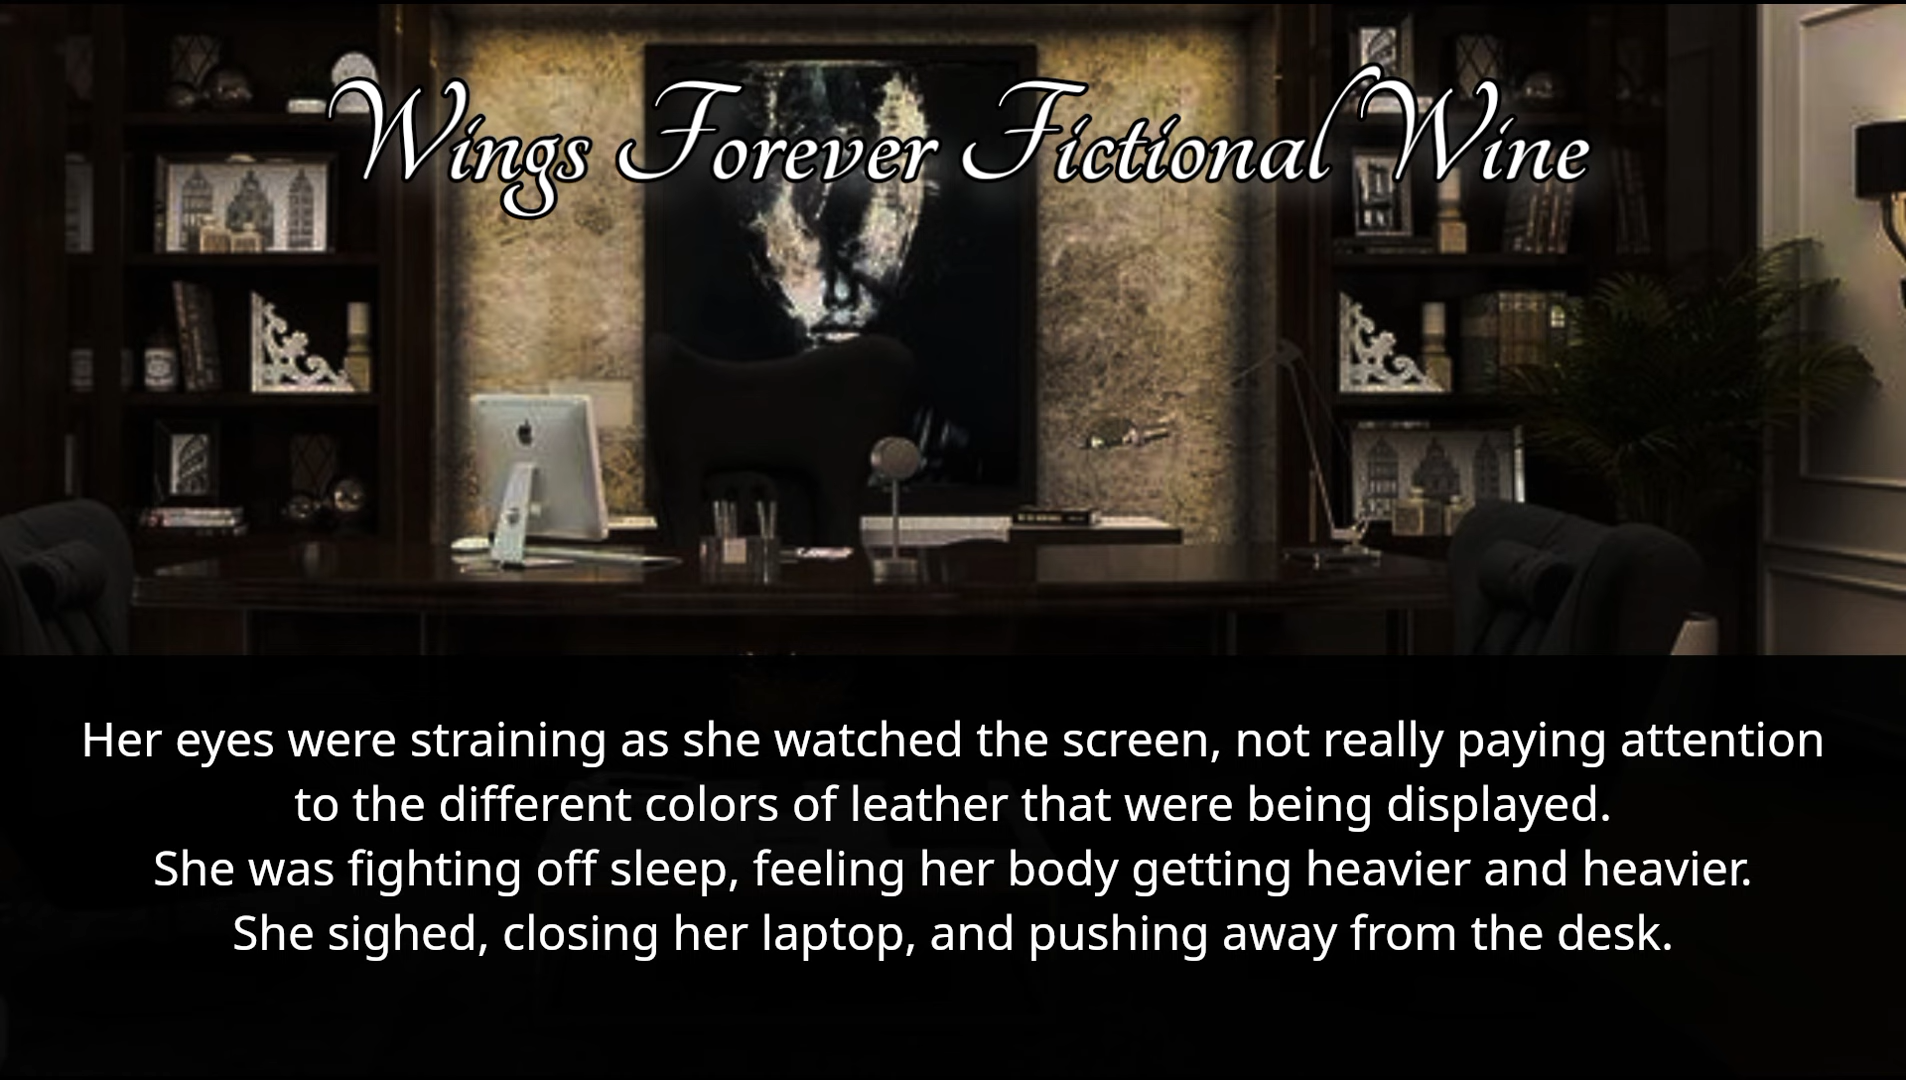 Wings Forever Fictional Wine
Her eyes were straining as she watched the screen, not really paying attention
to the different colors of leather that were being displayed.
She was fighting off sleep, feeling her body getting heavier and heavier.
She sighed, closing her laptop, and pushing away from the desk.